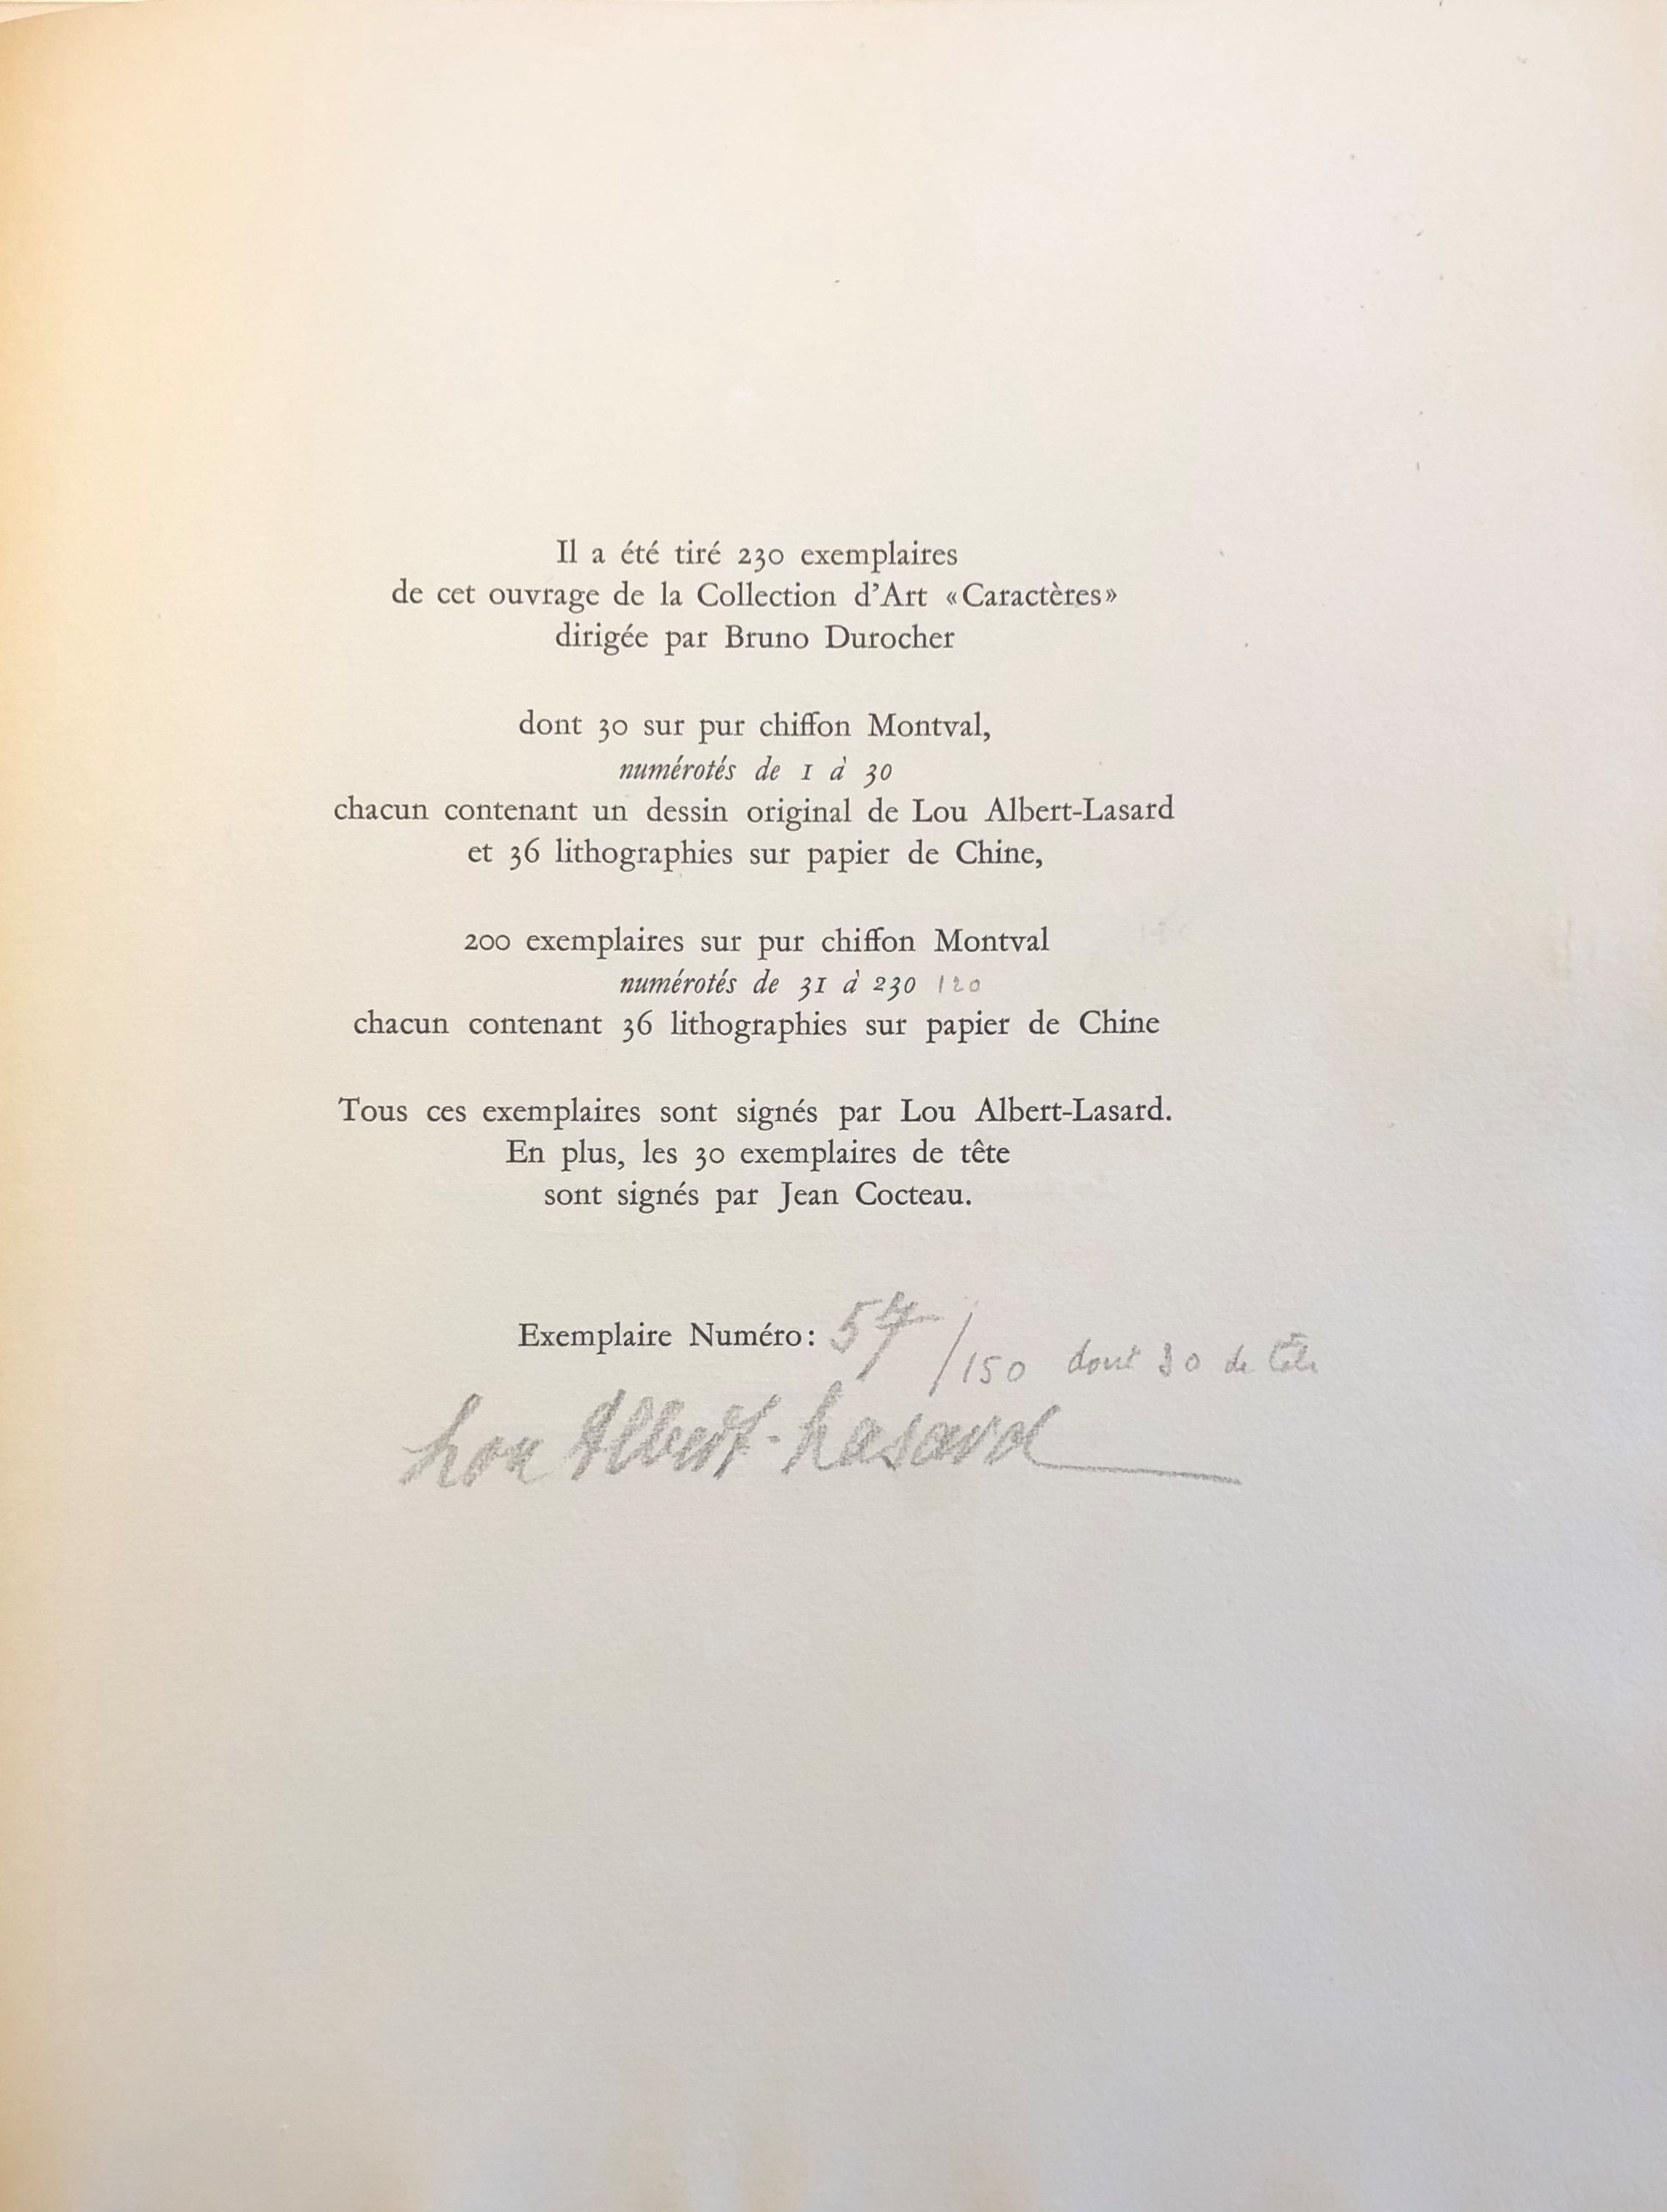 Il a été tiré 230 exemplaires
de cet ouvrage de la Collection d’Art «Caractères»
dirigée par Bruno Durocher
dont 30 sur pur chiffon Montval,
numérotés de 1 à 30
chacun contenant un dessin original de Lou Albert-Lasard
et 36 lithographies sur papier de Chine,
200 exemplaires sur pur chiffon Montval
numérotés de 31 à 230 120
chacun contenant 36 lithographies sur papier de Chine
Tous ces exemplaires sont signés par Lou Albert-Lasard.
En plus, les 30 exemplaires de tête
sont signés par Jean Cocteau.
Exemplaire Numéro: 57 /150 dont 30 de tête
Lou Albert-Lasard